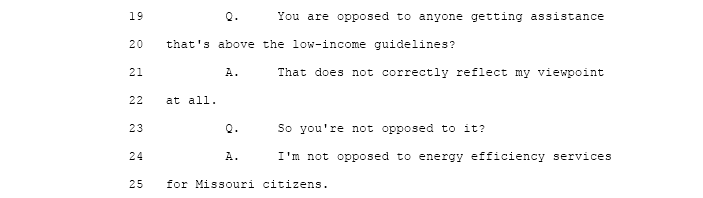 19 Q. You are opposed to anyone getting assistance
20 that's above the low-income guidelines?
21 A. That does not correctly reflect my viewpoint
22 at all.
23 Q. So you're not opposed to it?
24 A. I'm not opposed to energy efficiency services
25 for Missouri citizens.